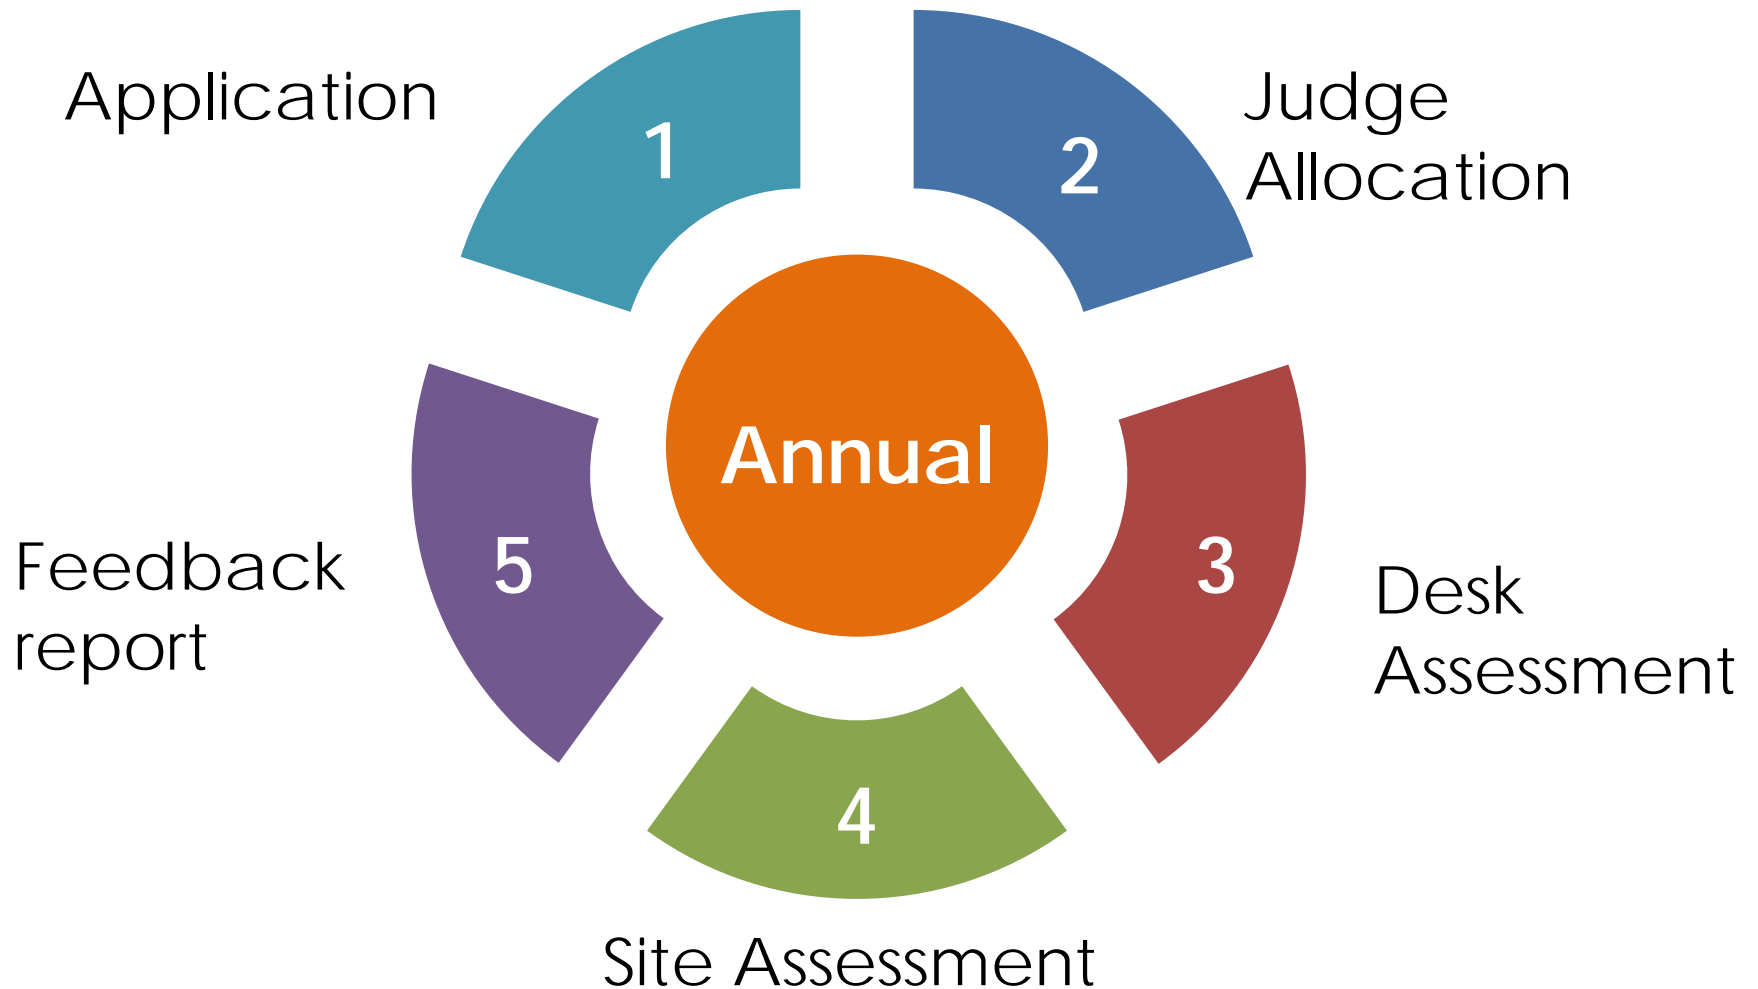 Application
1
2
Judge
Allocation
Annual
3
Desk
Assessment
4
Site Assessment
5
Feedback
report